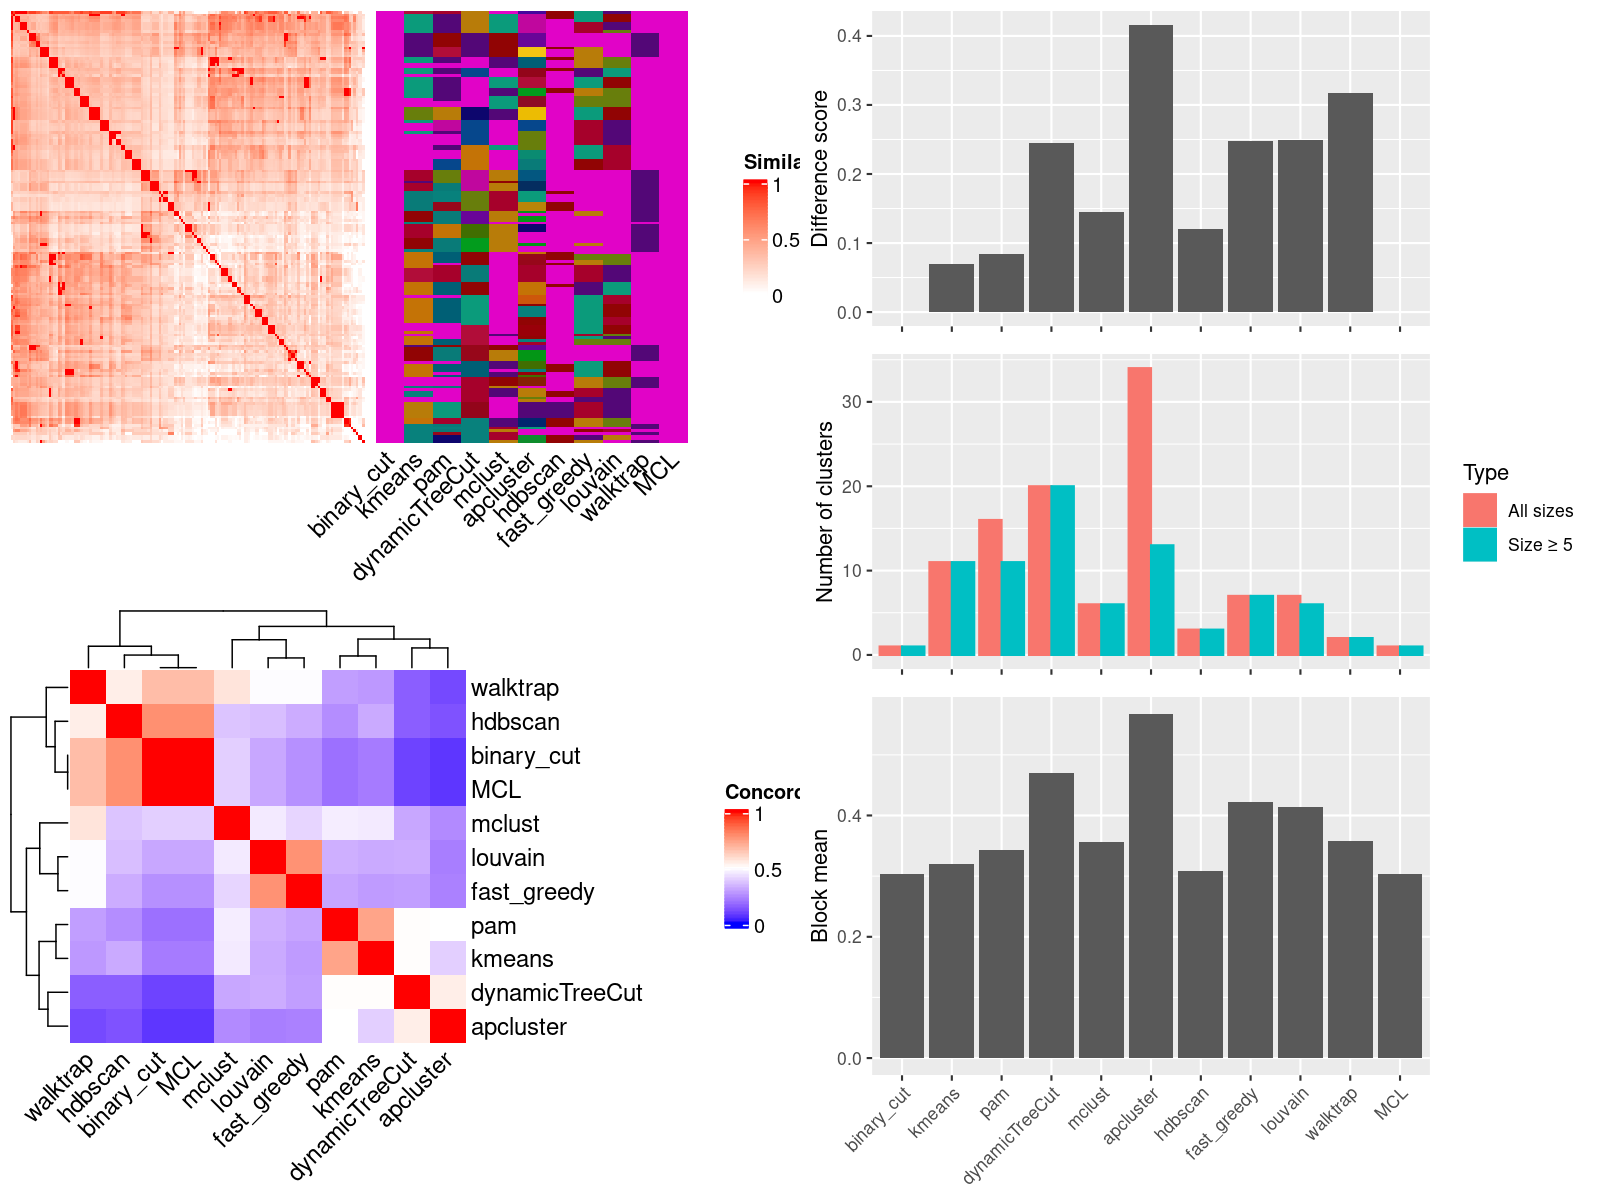 Simila
1
0.5
0
binary_cut
kmeans
pam
dynamicTreeCut
mclust
apcluster
hdbscan
fast_greedy
louvain
walktrap
MCL
walktrap
hdbscan
binary_cut
MCL
mclust
louvain
fast_greedy
pam
kmeans
dynamicTreeCut
apcluster
Concord
1
0.5
0
walktrap
hdbscan
binary_cut
MCL
mclust
louvain
fast_greedy
pam
kmeans
dynamicTreeCut
apcluster
Difference score
0.4
0.3
0.2
0.1
0.0
Number of clusters
30
20
10
0
Type
All sizes
Size ≥ 5
Block mean
0.4
0.2
0.0
binary_cut
kmeans
pam
dynamicTreeCut
mclust
apcluster
hdbscan
fast_greedy
louvain
walktrap
MCL